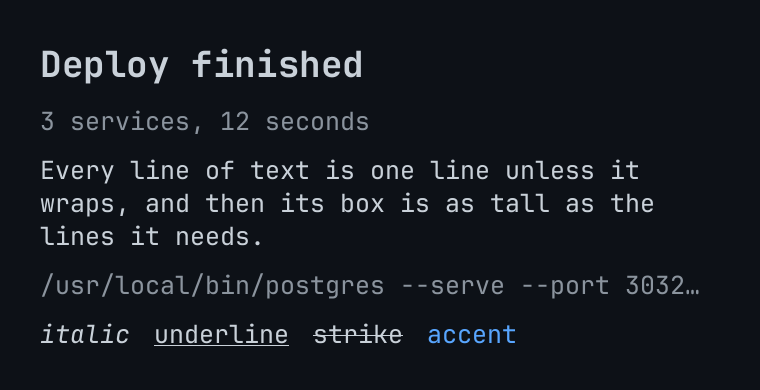 Deploy finished
3 services, 12 seconds
Every line of text is one line unless it
wraps, and then its box is as tall as the
lines it needs.
/usr/local/bin/postgres --serve --port 3032…
italic underline strike accent